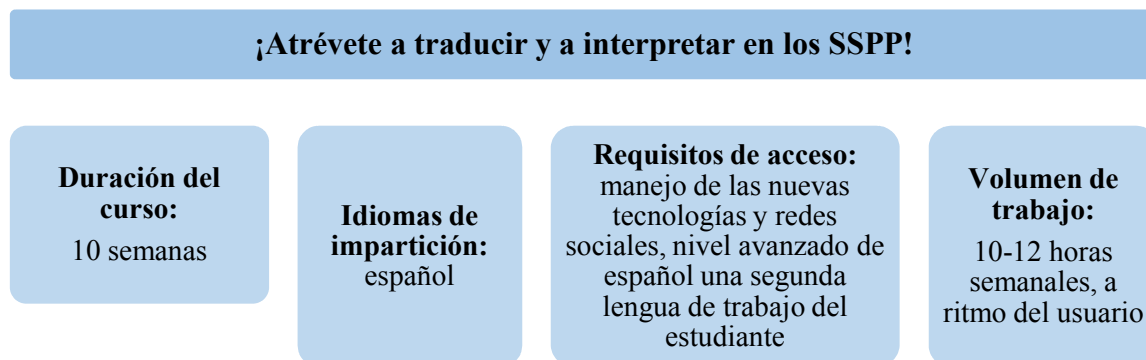 ¡Atrévete a traducir y a interpretar en los SSPP!
Duración del
curso:
10 semanas
Idiomas de
impartición:
español
Requisitos de acceso:
manejo de las nuevas
tecnologías y redes
sociales, nivel avanzado de
español una segunda
lengua de trabajo del
estudiante
Volumen de
trabajo:
10-12 horas
semanales, a
ritmo del usuario